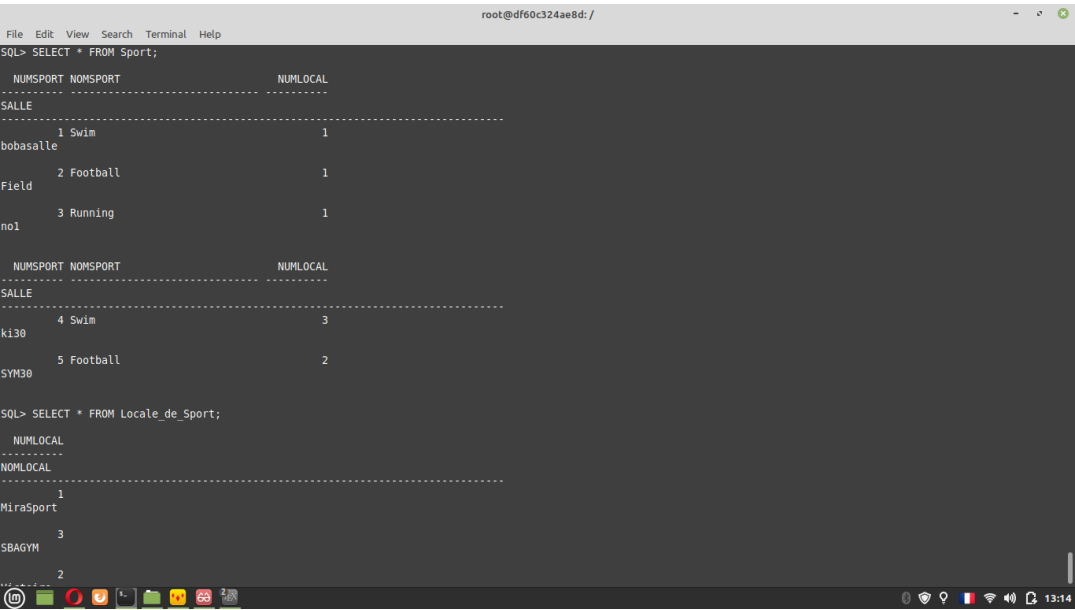 root@df60c324ae8d: /
File Edit View Search Terminal Help
SQL> SELECT * FROM Sport;
NUMSPORT NOMSPORT NUMLOCAL
---------- ------------------------------ ----------
SALLE
--------------------------------------------------------------------------------
1 Swim 1
bobasalle
2 Football 1
Field
3 Running 1
no1
NUMSPORT NOMSPORT NUMLOCAL
---------- ------------------------------ ----------
SALLE
--------------------------------------------------------------------------------
4 Swim 3
ki30
5 Football 2
SYM30
SQL> SELECT * FROM Locale_de_Sport;
NUMLOCAL
----------
NOMLOCAL
--------------------------------------------------------------------------------
1
MiraSport
3
SBAGYM
2
2
13:14